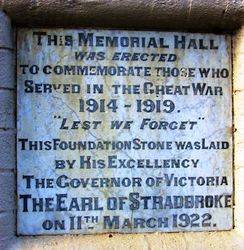 THIS MEMORIAL HALL
WAS ERECTED
TO COMMEMORATE THOSE WHO
SERVED IN THE GREAT WAR
1914-1919.
"LEST WE FORGET"
THIS FOUNDATION STONE WAS LAID
BY HIS EXCELLENCY
THE GOVERNOR OF VICTORIA
THE EARL OF STRADBROKE
ON 11TH MARCH 1922.